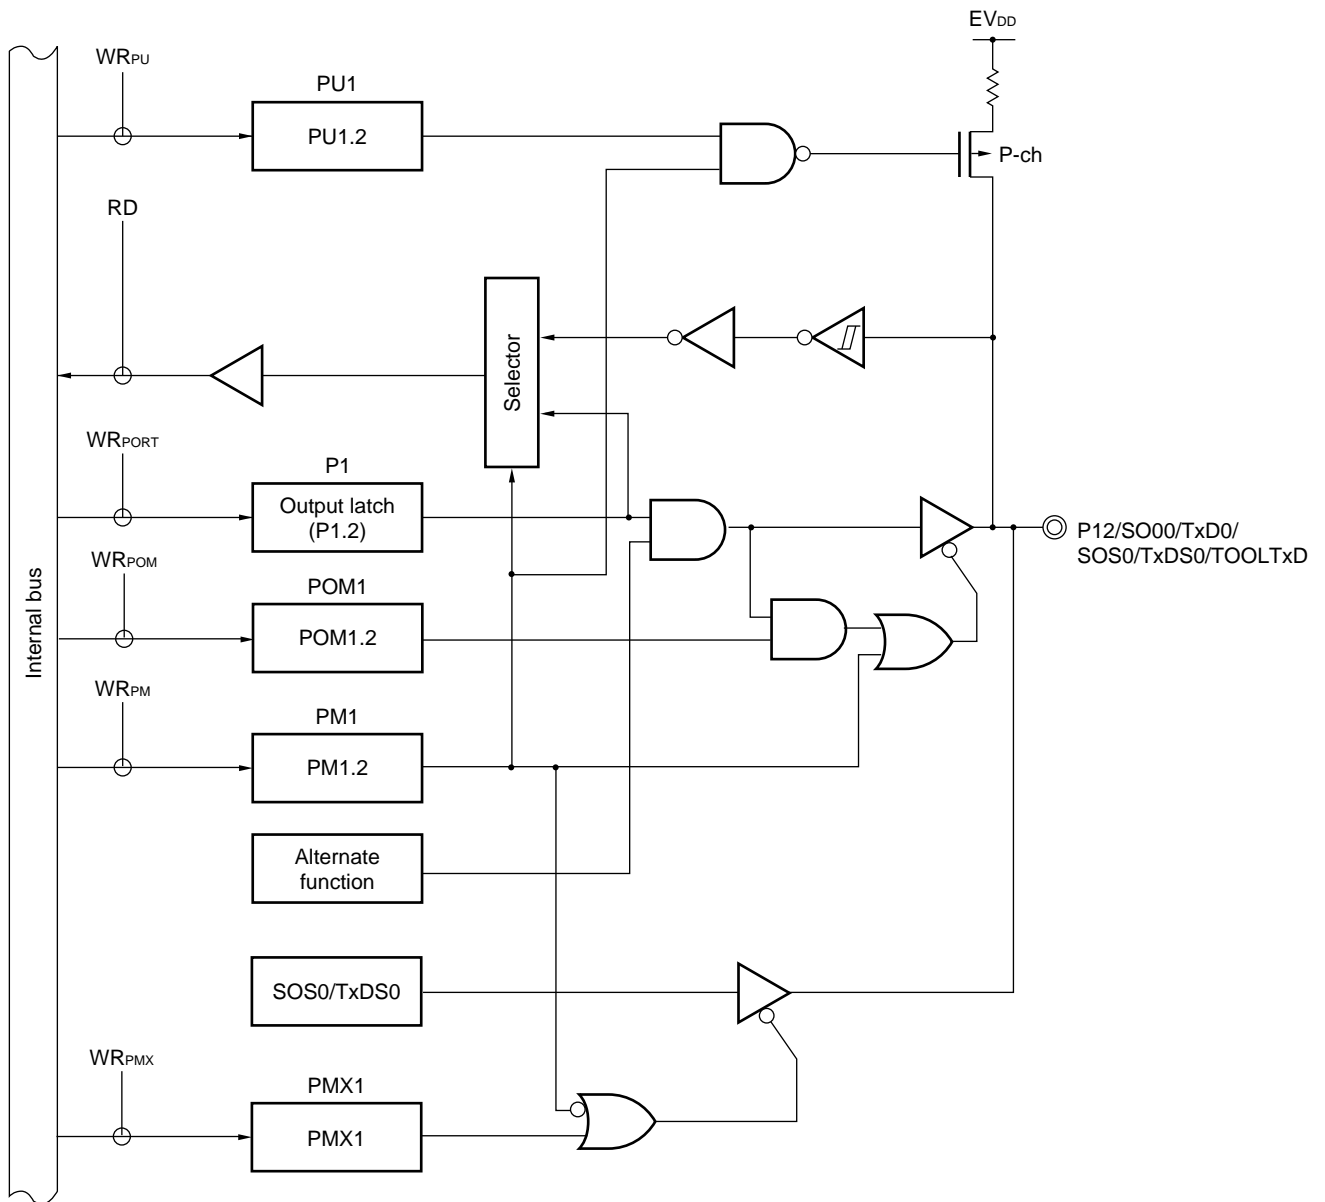 EVDD
WRPU
PU1
PU1.2
P-ch
RD
Selector
WRPORT
P1
Output latch
(P1.2)
P12/SO00/TxD0/
SOS0/TxDS0/TOOLTxD
WRPOM
POM1
POM1.2
Internal bus
WRPM
PM1
PM1.2
Alternate
function
SOS0/TxDS0
WRPMX
PMX1
PMX1